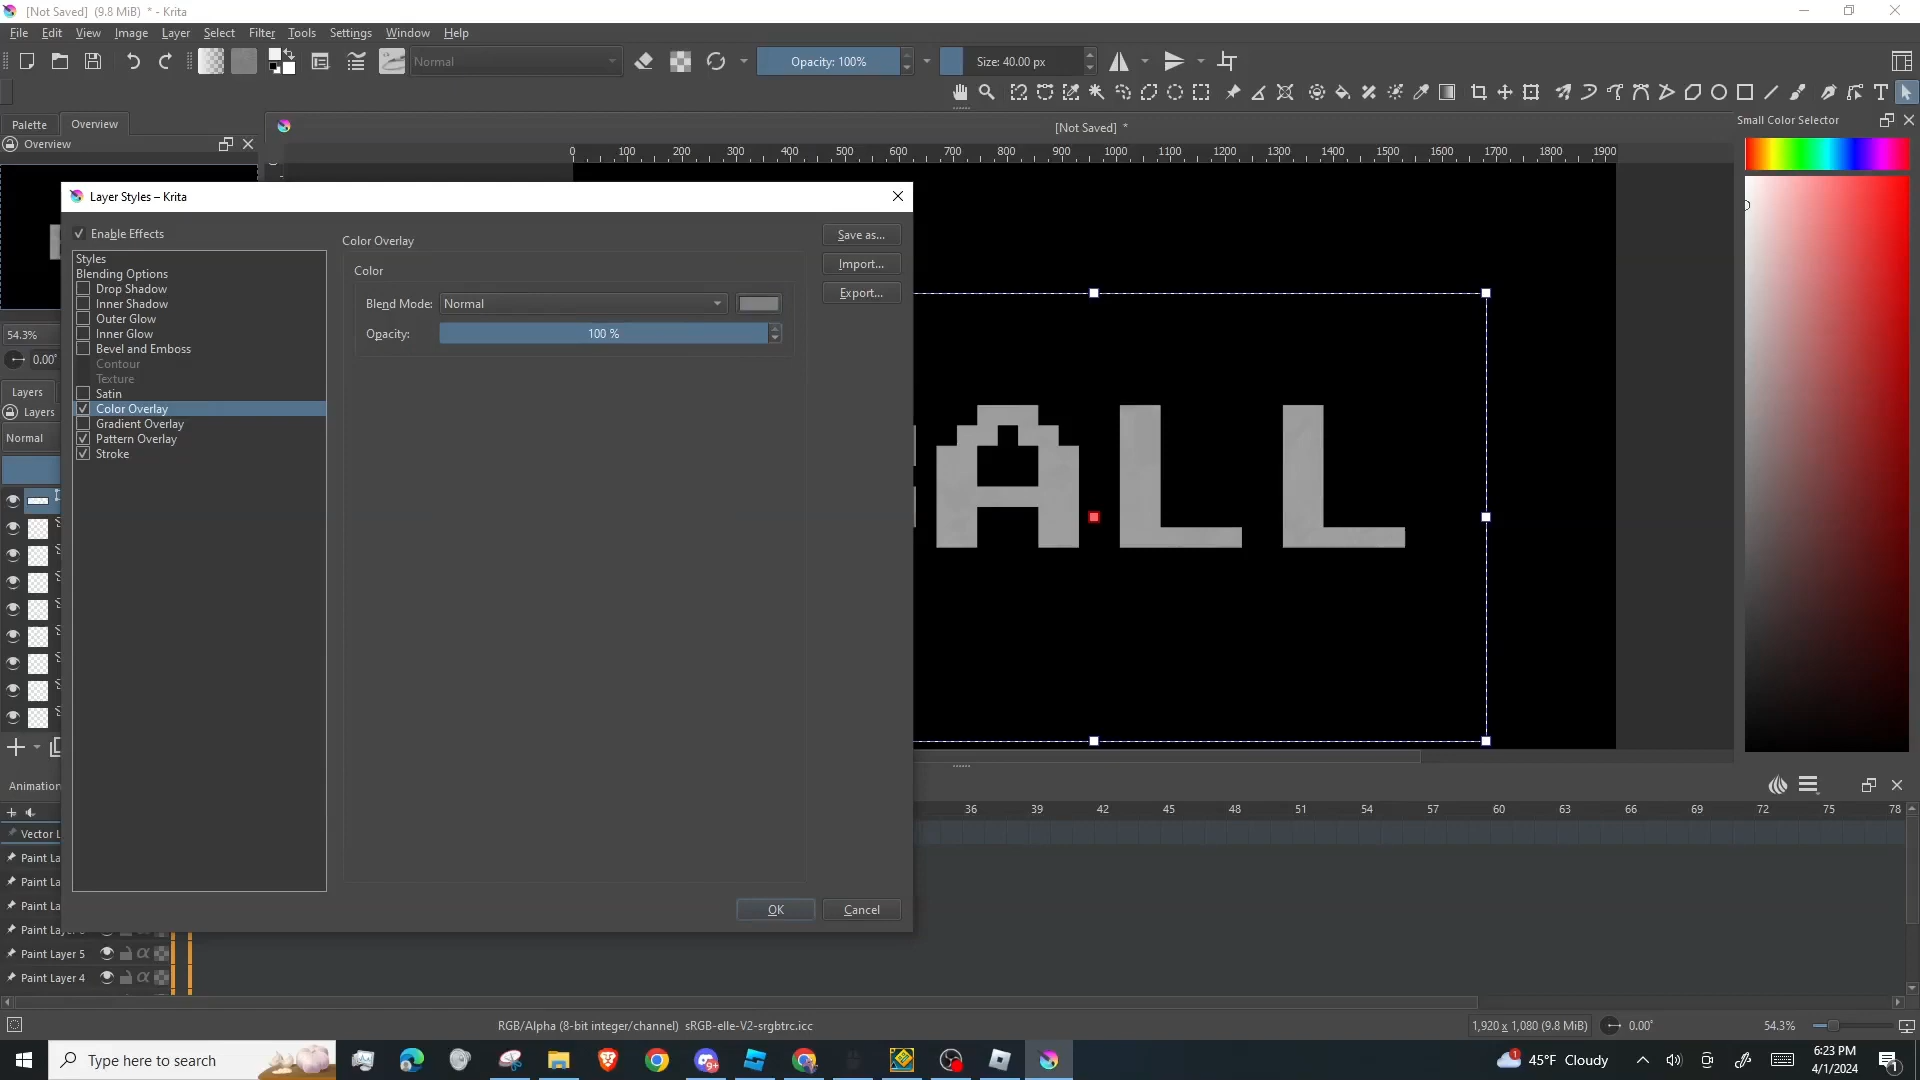 [Not Saved]  (9.8 MiB)  * - Krita
File Edit View Image Layer Select Filter Tools Settings Window Help
Normal Opacity: 100% Size: 40.00 px
Palette Overview [Not Saved]  * Small Color Selector
Overview
0 100 200 300 400 500 600 700 800 900 1000 1100 1200 1300 1400 1500 1600 1700 1800 1900
Layer Styles – Krita
Enable Effects
Color Overlay
Save as...
Styles
Color
Import...
Blending Options
Drop Shadow
Export...
Inner Shadow
Blend Mode: Normal
Outer Glow
Inner Glow
Opacity: 100 %
54.3%
Bevel and Emboss
0.00°
Contour
Texture
Layers
Satin
Layers
Color Overlay
Gradient Overlay
Normal
Pattern Overlay
Stroke
ALL
Animation
36 39 42 45 48 51 54 57 60 63 66 69 72 75 78
Vector L
Paint La
Paint La
Paint La
OK Cancel
Paint Layer 5
Paint Layer 4
RGB/Alpha (8-bit integer/channel)  sRGB-elle-V2-srgbtrc.icc
1,920 x 1,080 (9.8 MiB) 0.00° 54.3%
Type here to search
9+
1 45°F Cloudy
6:23 PM
4/1/2024
1